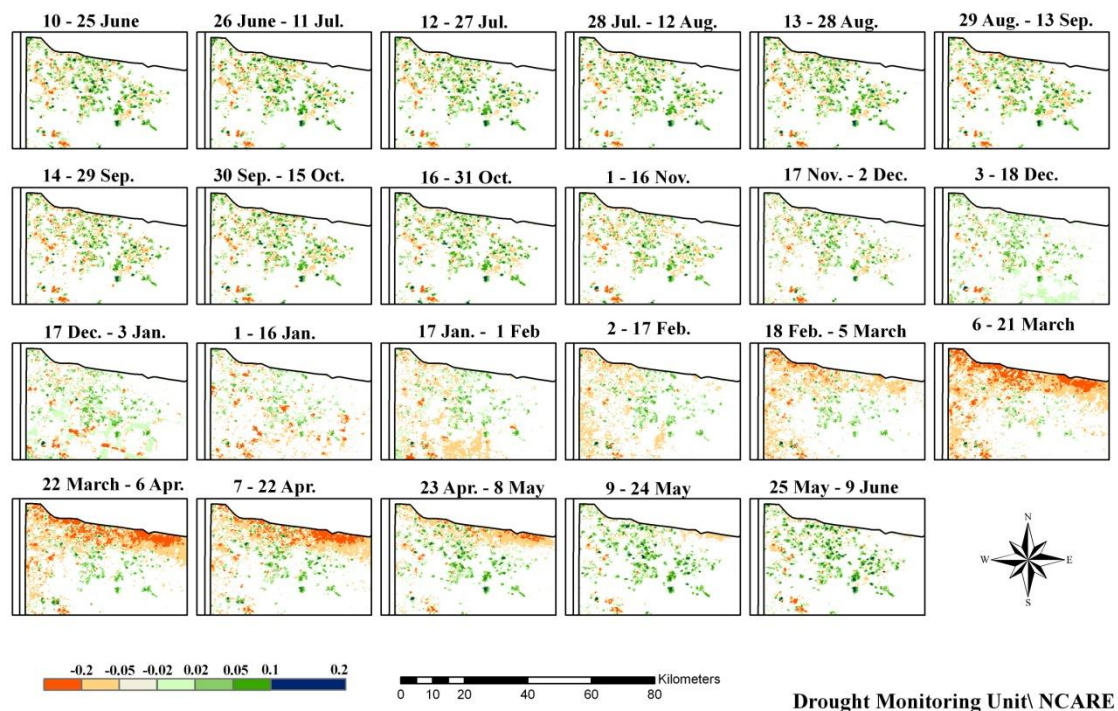 10 - 25 June
26 June - 11 Jul.
12 - 27 Jul.
28 Jul. - 12 Aug.
13 - 28 Aug.
29 Aug. - 13 Sep.
14 - 29 Sep.
30 Sep. - 15 Oct.
16 - 31 Oct.
1 - 16 Nov.
17 Nov. - 2 Dec.
3 - 18 Dec.
17 Dec. - 3 Jan.
1 - 16 Jan.
17 Jan. - 1 Feb
2 - 17 Feb.
18 Feb. - 5 March
6 - 21 March
22 March - 6 Apr.
7 - 22 Apr.
23 Apr. - 8 May
9 - 24 May
25 May - 9 June
N
W E
S
-0.2 -0.05 -0.02 0.02 0.05 0.1 0.2
Kilometers
0 10 20 40 60 80
Drought Monitoring Unit\ NCARE